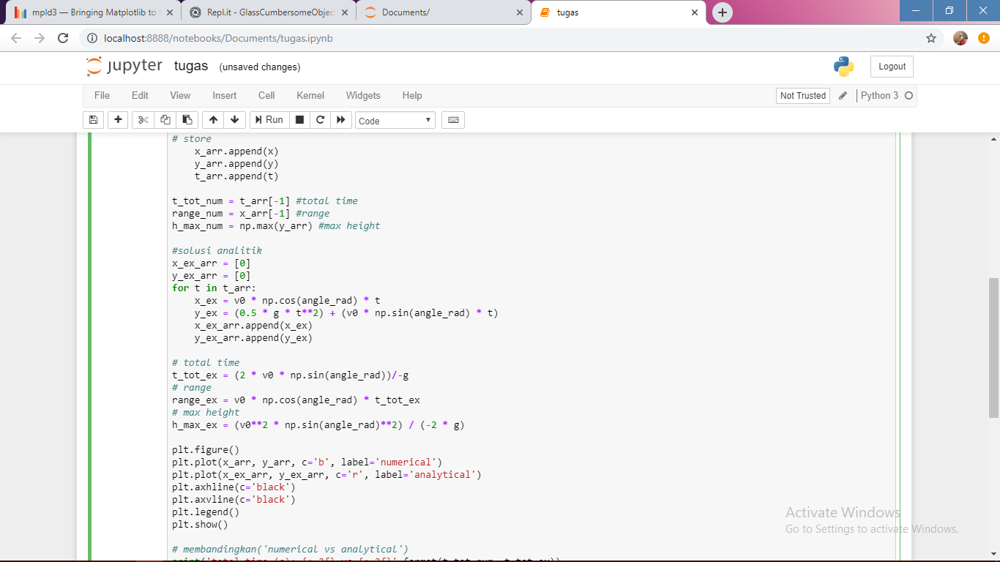 mpld3 — Bringing Matplotlib to
Repl.it - GlassCumbersomeObjec
Documents/
tugas
localhost:8888/notebooks/Documents/tugas.ipynb
jupyter tugas (unsaved changes)
Logout
File Edit View Insert Cell Kernel Widgets Help
Not Trusted
Python 3
Run
Code
# store
    x_arr.append(x)
    y_arr.append(y)
    t_arr.append(t)
t_tot_num = t_arr[-1] #total time
range_num = x_arr[-1] #range
h_max_num = np.max(y_arr) #max height
#solusi analitik
x_ex_arr = [0]
y_ex_arr = [0]
for t in t_arr:
    x_ex = v0 * np.cos(angle_rad) * t
    y_ex = (0.5 * g * t**2) + (v0 * np.sin(angle_rad) * t)
    x_ex_arr.append(x_ex)
    y_ex_arr.append(y_ex)
# total time
t_tot_ex = (2 * v0 * np.sin(angle_rad))/-g
# range
range_ex = v0 * np.cos(angle_rad) * t_tot_ex
# max height
h_max_ex = (v0**2 * np.sin(angle_rad)**2) / (-2 * g)
plt.figure()
plt.plot(x_arr, y_arr, c='b', label='numerical')
plt.plot(x_ex_arr, y_ex_arr, c='r', label='analytical')
plt.axhline(c='black')
plt.axvline(c='black')
plt.legend()
plt.show()
# membandingkan('numerical vs analytical')
Activate Windows
Go to Settings to activate Windows.